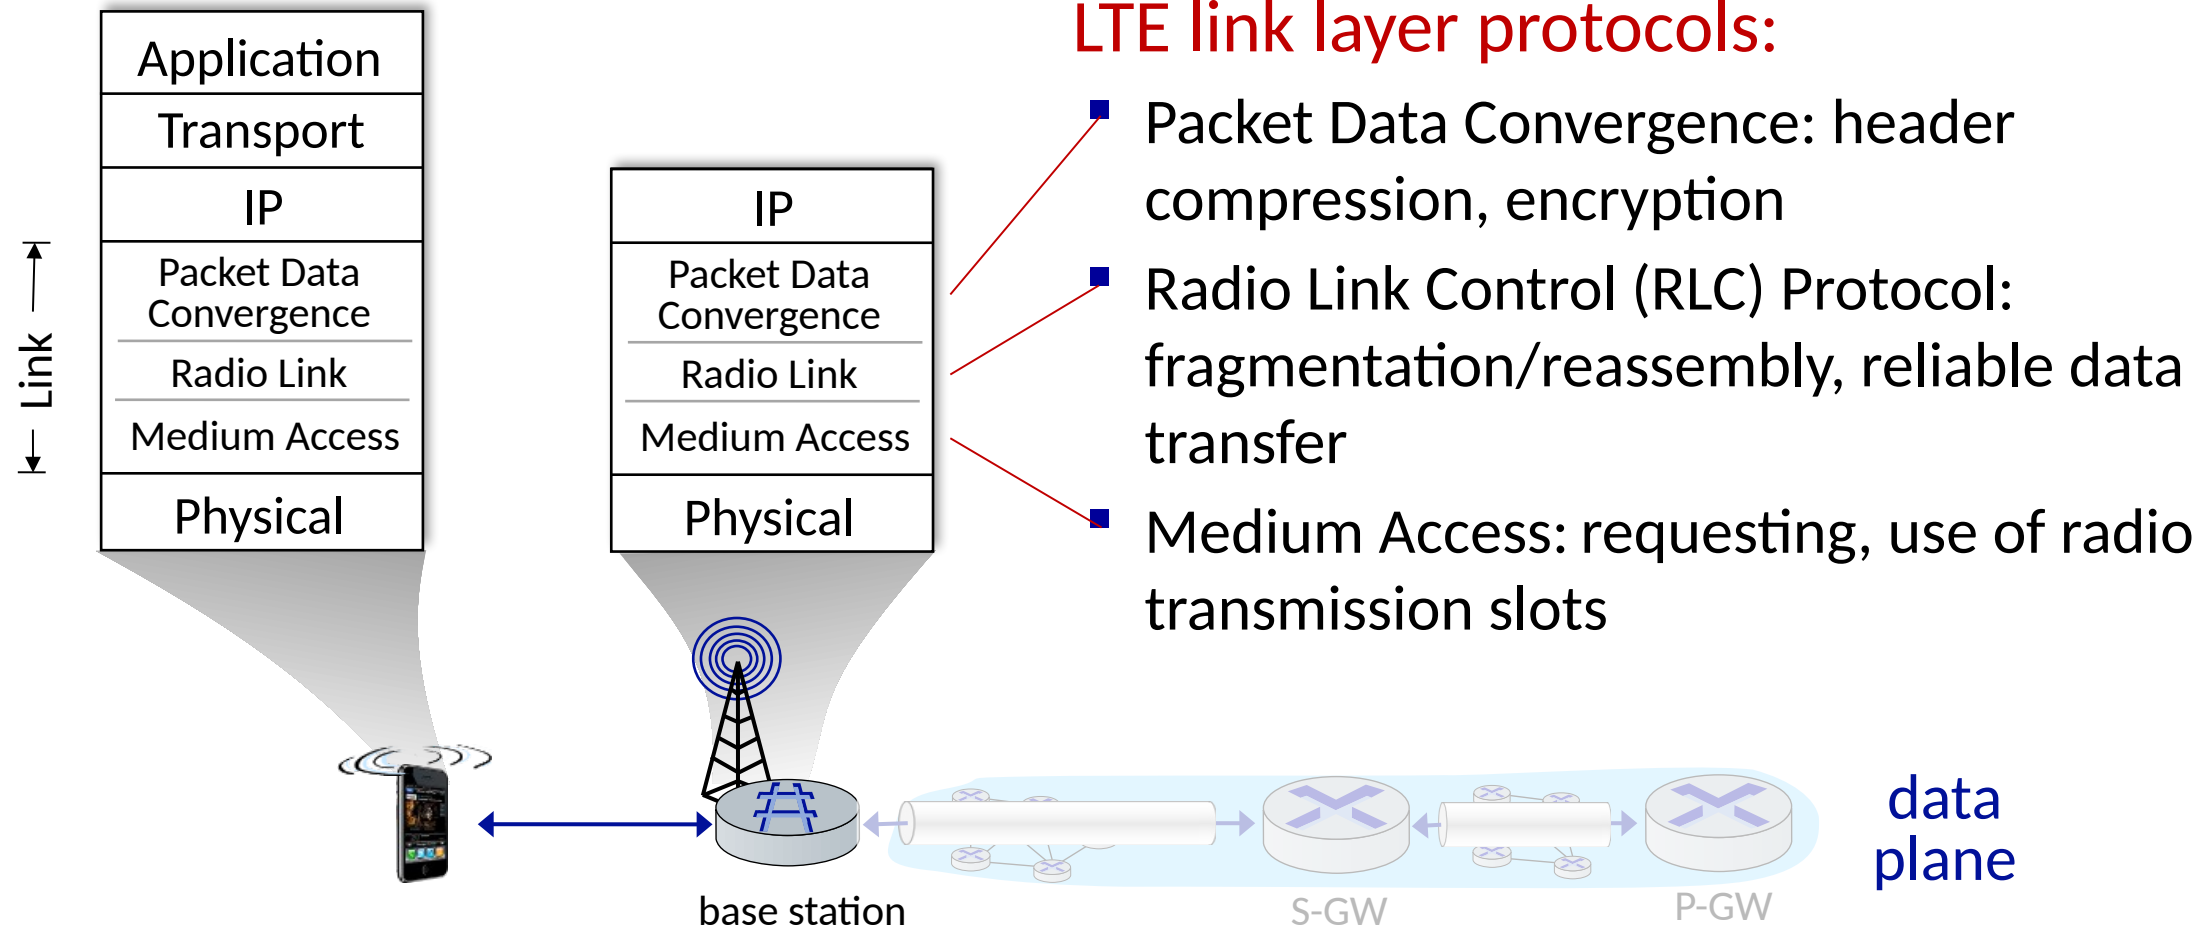 Application
Transport
IP
Packet Data
Convergence
Radio Link
Medium Access
Physical
Link
IP
Packet Data
Convergence
Radio Link
Medium Access
Physical
LTE link layer protocols:
Packet Data Convergence: header
compression, encryption
Radio Link Control (RLC) Protocol:
fragmentation/reassembly, reliable data
transfer
Medium Access: requesting, use of radio
transmission slots
base station
S-GW
P-GW
data
plane